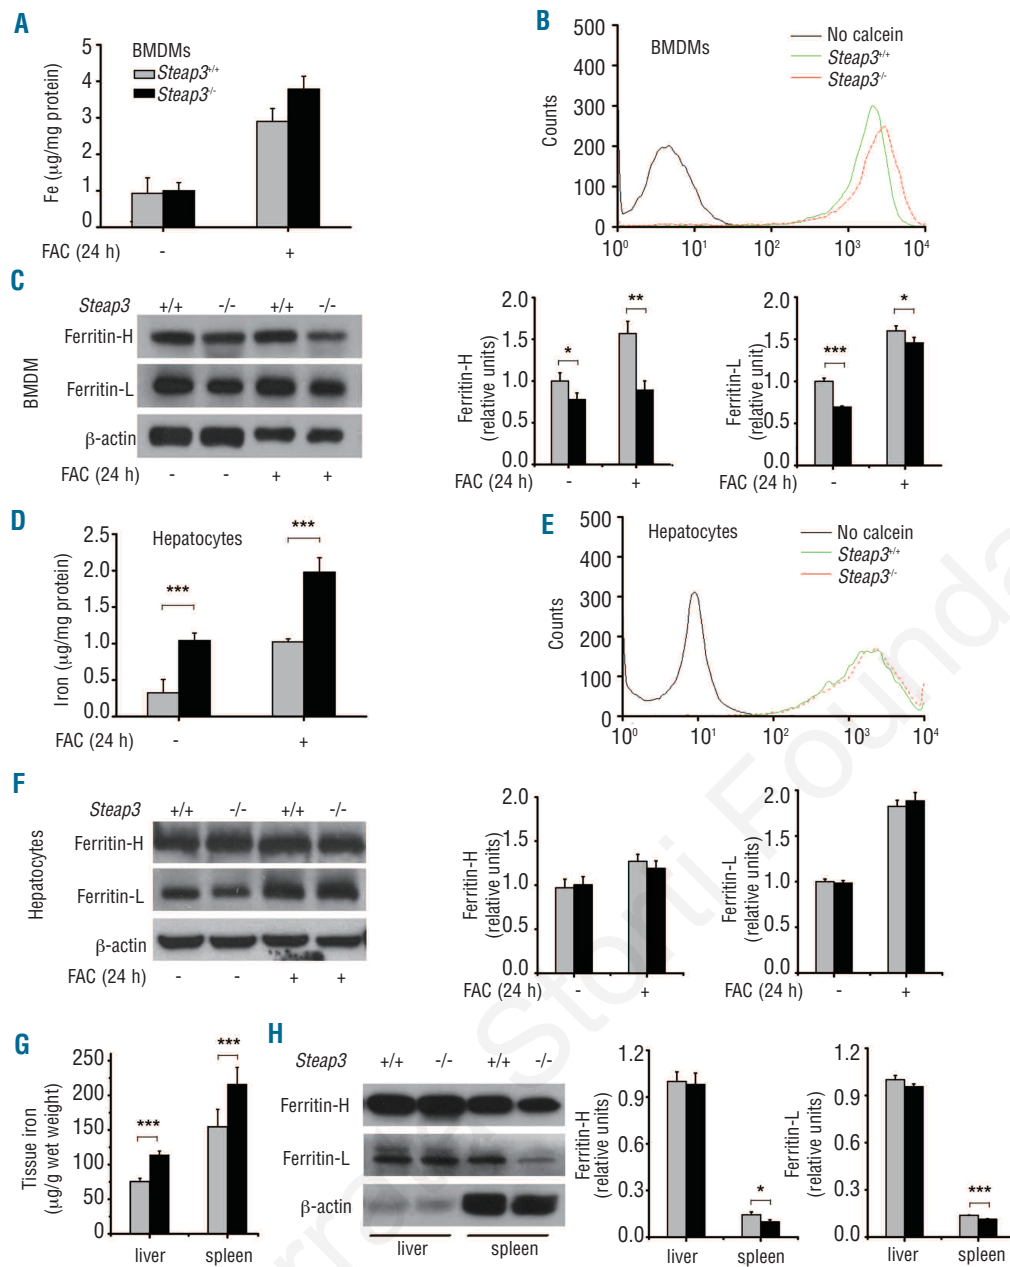 A
BMDMs
Steap3+/+
Steap3-/-
Fe (µg/mg protein)
5
4
3
2
1
0
FAC (24 h) - +
B
BMDMs
No calcein
Steap3+/+
Steap3-/-
Counts
500
400
300
200
100
0
10⁰ 10¹ 10² 10³ 10⁴
C
BMDM
Steap3 +/+ -/- +/+ -/-
Ferritin-H
Ferritin-L
β-actin
FAC (24 h) - - + +
Ferritin-H
(relative units)
2.0
1.5
1.0
0.5
0.0
* **
FAC (24 h) - +
Ferritin-L
(relative unit)
2.0
1.5
1.0
0.5
0.0
*** *
FAC (24 h) - +
D
Hepatocytes
Iron (µg/mg protein)
2.5
2.0
1.5
1.0
0.5
0.0
*** ***
FAC (24 h) - +
E
Hepatocytes
No calcein
Steap3+/+
Steap3-/-
Counts
500
400
300
200
100
0
10⁰ 10¹ 10² 10³ 10⁴
F
Hepatocytes
Steap3 +/+ -/- +/+ -/-
Ferritin-H
Ferritin-L
β-actin
FAC (24 h) - - + +
Ferritin-H
(relative units)
2.0
1.5
1.0
0.5
0.0
FAC (24 h) - +
Ferritin-L
(relative units)
2.0
1.5
1.0
0.5
0.0
FAC (24 h) - +
G
Tissue iron
(µg/g wet weight)
250
200
150
100
50
0
*** ***
liver spleen
H
Steap3 +/+ -/- +/+ -/-
Ferritin-H
Ferritin-L
β-actin
liver spleen
Ferritin-H
(relative units)
1.2
0.9
0.6
0.3
0.0
*
liver spleen
Ferritin-L
(relative units)
1.2
0.9
0.6
0.3
0.0
***
liver spleen
Storti Founda